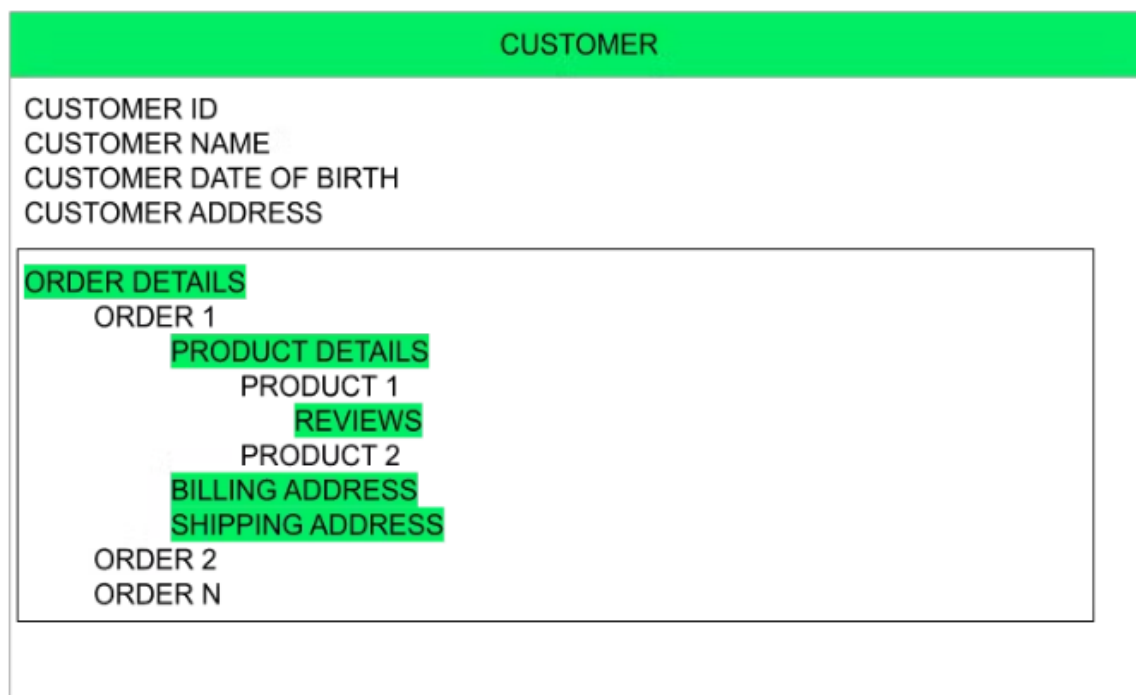 CUSTOMER
CUSTOMER ID
CUSTOMER NAME
CUSTOMER DATE OF BIRTH
CUSTOMER ADDRESS
ORDER DETAILS
ORDER 1
PRODUCT DETAILS
PRODUCT 1
REVIEWS
PRODUCT 2
BILLING ADDRESS
SHIPPING ADDRESS
ORDER 2
ORDER N